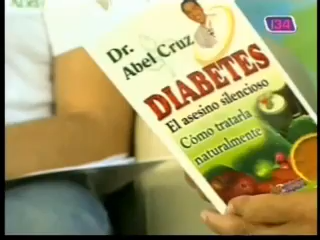 134
Dr.
Abel Cruz
DIABETES
El asesino silencioso
Cómo tratarla
naturalmente